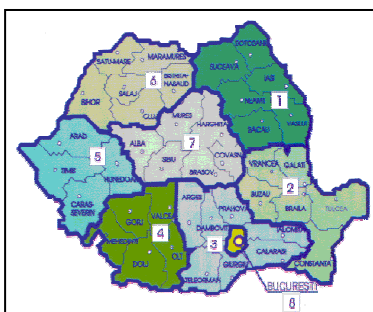 BOTOSANI
SUCEAVA
MARAMURES
SATU-MARE
6
IASI
BISTRITA-
NASAUD
SALAJ
NEAMT
1
BIHOR
CLUJ
MURES
HARGHITA
BACAU
VASLUI
ARAD
ALBA
7
5
COVASNA
VRANCEA
GALATI
TIMIS
SIBIU
HUNEDOARA
BRASOV
2
BUZAU
BRAILA
TULCEA
CARAS-
SEVERIN
GORJ
VALCEA
ARGES
PRAHOVA
4
DAMBOVITA
3
IALOMITA
MEHEDINTI
OLT
CALARASI
DOLJ
GIURGIU
CONSTANTA
TELEORMAN
BUCURESTI
8